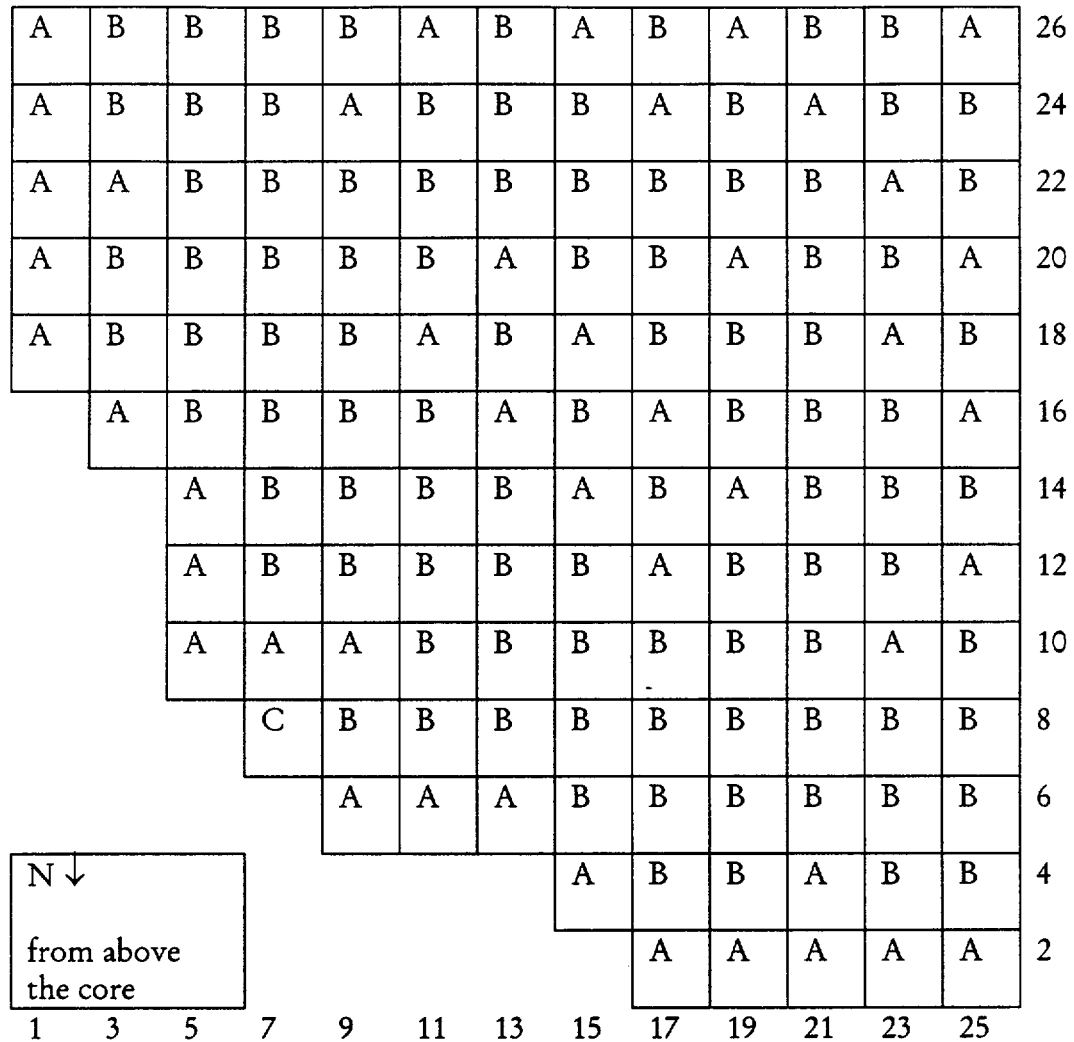 A B B B B A B A B A B B A 26
A B B B A B B B A B A B B 24
A A B B B B B B B B B A B 22
A B B B B B A B B A B B A 20
A B B B B A B A B B B A B 18
A B B B B A B A B B B A 16
A B B B B A B A B B B 14
A B B B B B A B B B A 12
A A A B B B B B B A B 10
C B B B B B B B B B 8
A A A B B B B B B 6
N ↓ A B B A B B 4
from above A A A A A 2
the core
1 3 5 7 9 11 13 15 17 19 21 23 25